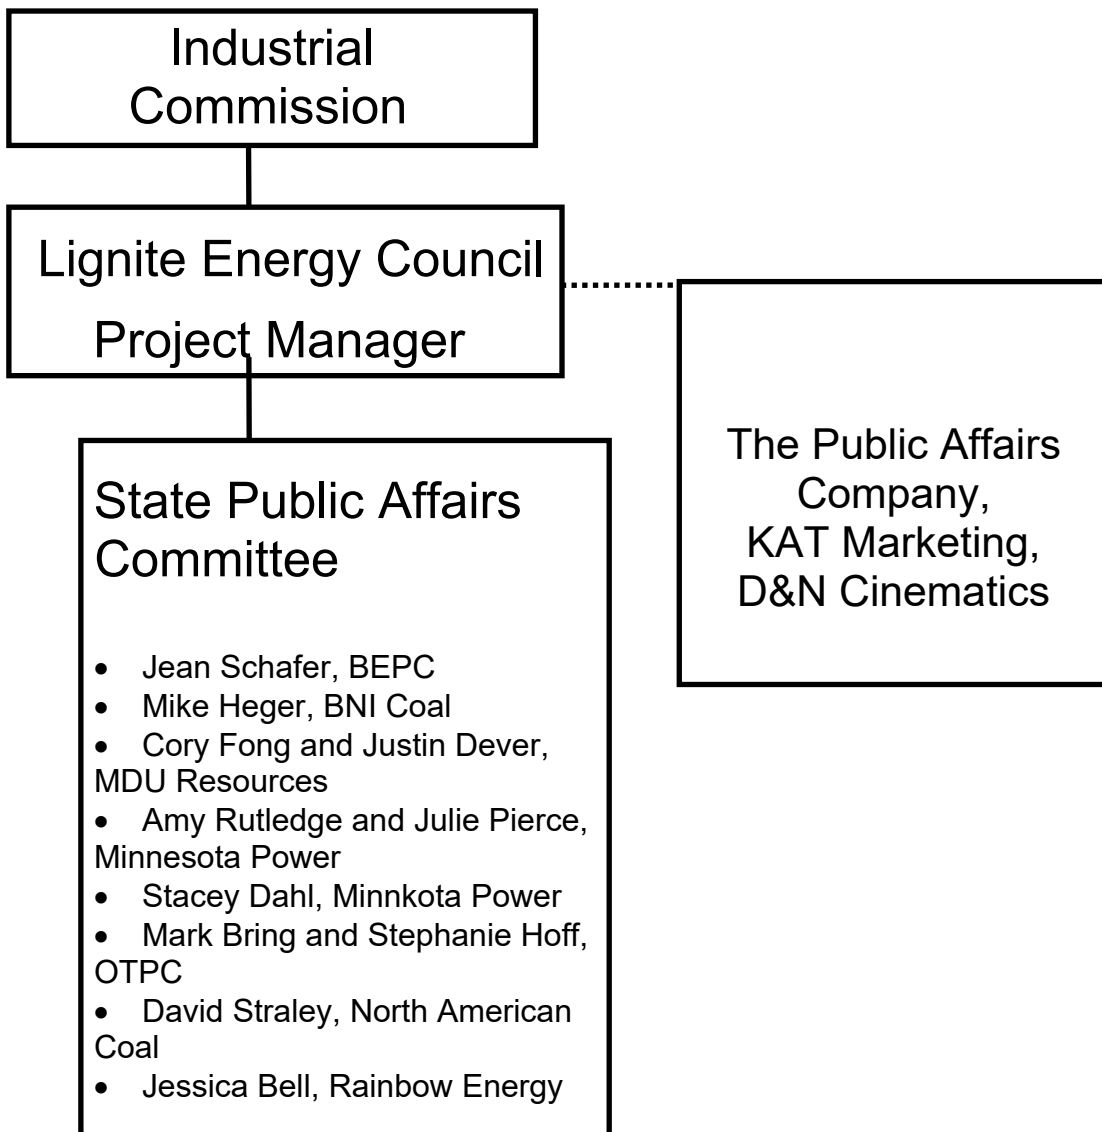 Industrial
Commission
Lignite Energy Council
Project Manager
State Public Affairs
Committee
• Jean Schafer, BEPC
• Mike Heger, BNI Coal
• Cory Fong and Justin Dever,
MDU Resources
• Amy Rutledge and Julie Pierce,
Minnesota Power
• Stacey Dahl, Minnkota Power
• Mark Bring and Stephanie Hoff,
OTPC
• David Straley, North American
Coal
• Jessica Bell, Rainbow Energy
The Public Affairs
Company,
KAT Marketing,
D&N Cinematics